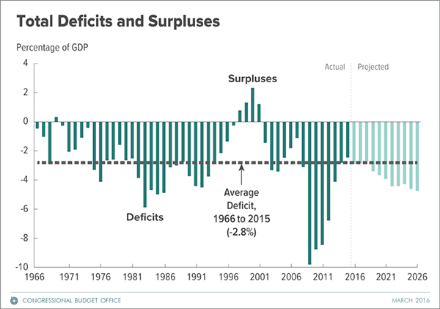 Total Deficits and Surpluses
Percentage of GDP
4
Actual
Projected
Surpluses
2
0
-2
-4
Average
Deficit,
1966 to 2015
(-2.8%)
Deficits
-6
-8
-10
1966
1971
1976
1981
1986
1991
1996
2001
2006
2011
2016
2021
2026
CONGRESSIONAL BUDGET OFFICE
MARCH 2016